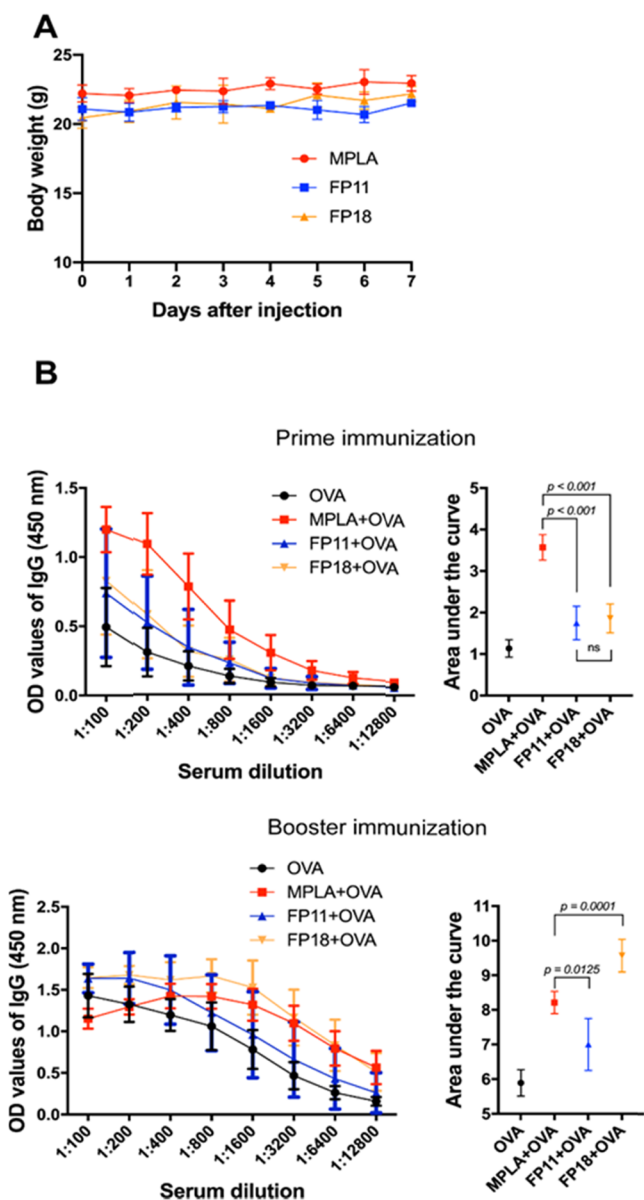 A
25
20
15
10
Body weight (g)
MPLA
FP11
FP18
0 1 2 3 4 5 6 7
Days after injection
B
Prime immunization
1.5
1.0
0.5
0.0
OD values of IgG (450 nm)
OVA
MPLA+OVA
FP11+OVA
FP18+OVA
1:100 1:200 1:400 1:800 1:1600 1:3200 1:6400 1:12800
Serum dilution
5
4
3
2
1
0
Area under the curve
p < 0.001
p < 0.001
ns
OVA MPLA+OVA FP11+OVA FP18+OVA
Booster immunization
2.5
2.0
1.5
1.0
0.5
0.0
OD values of IgG (450 nm)
OVA
MPLA+OVA
FP11+OVA
FP18+OVA
1:100 1:200 1:400 1:800 1:1600 1:3200 1:6400 1:12800
Serum dilution
11
10
9
8
7
6
5
Area under the curve
p = 0.0001
p = 0.0125
OVA MPLA+OVA FP11+OVA FP18+OVA